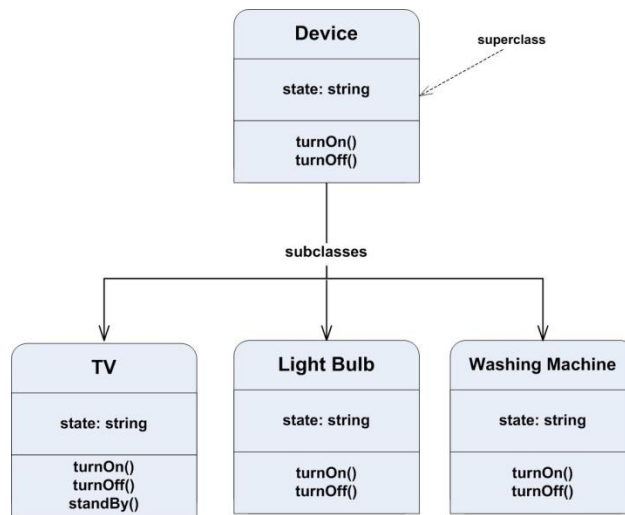 Device
superclass
state: string
turnOn()
turnOff()
subclasses
TV
state: string
turnOn()
turnOff()
standBy()
Light Bulb
state: string
turnOn()
turnOff()
Washing Machine
state: string
turnOn()
turnOff()